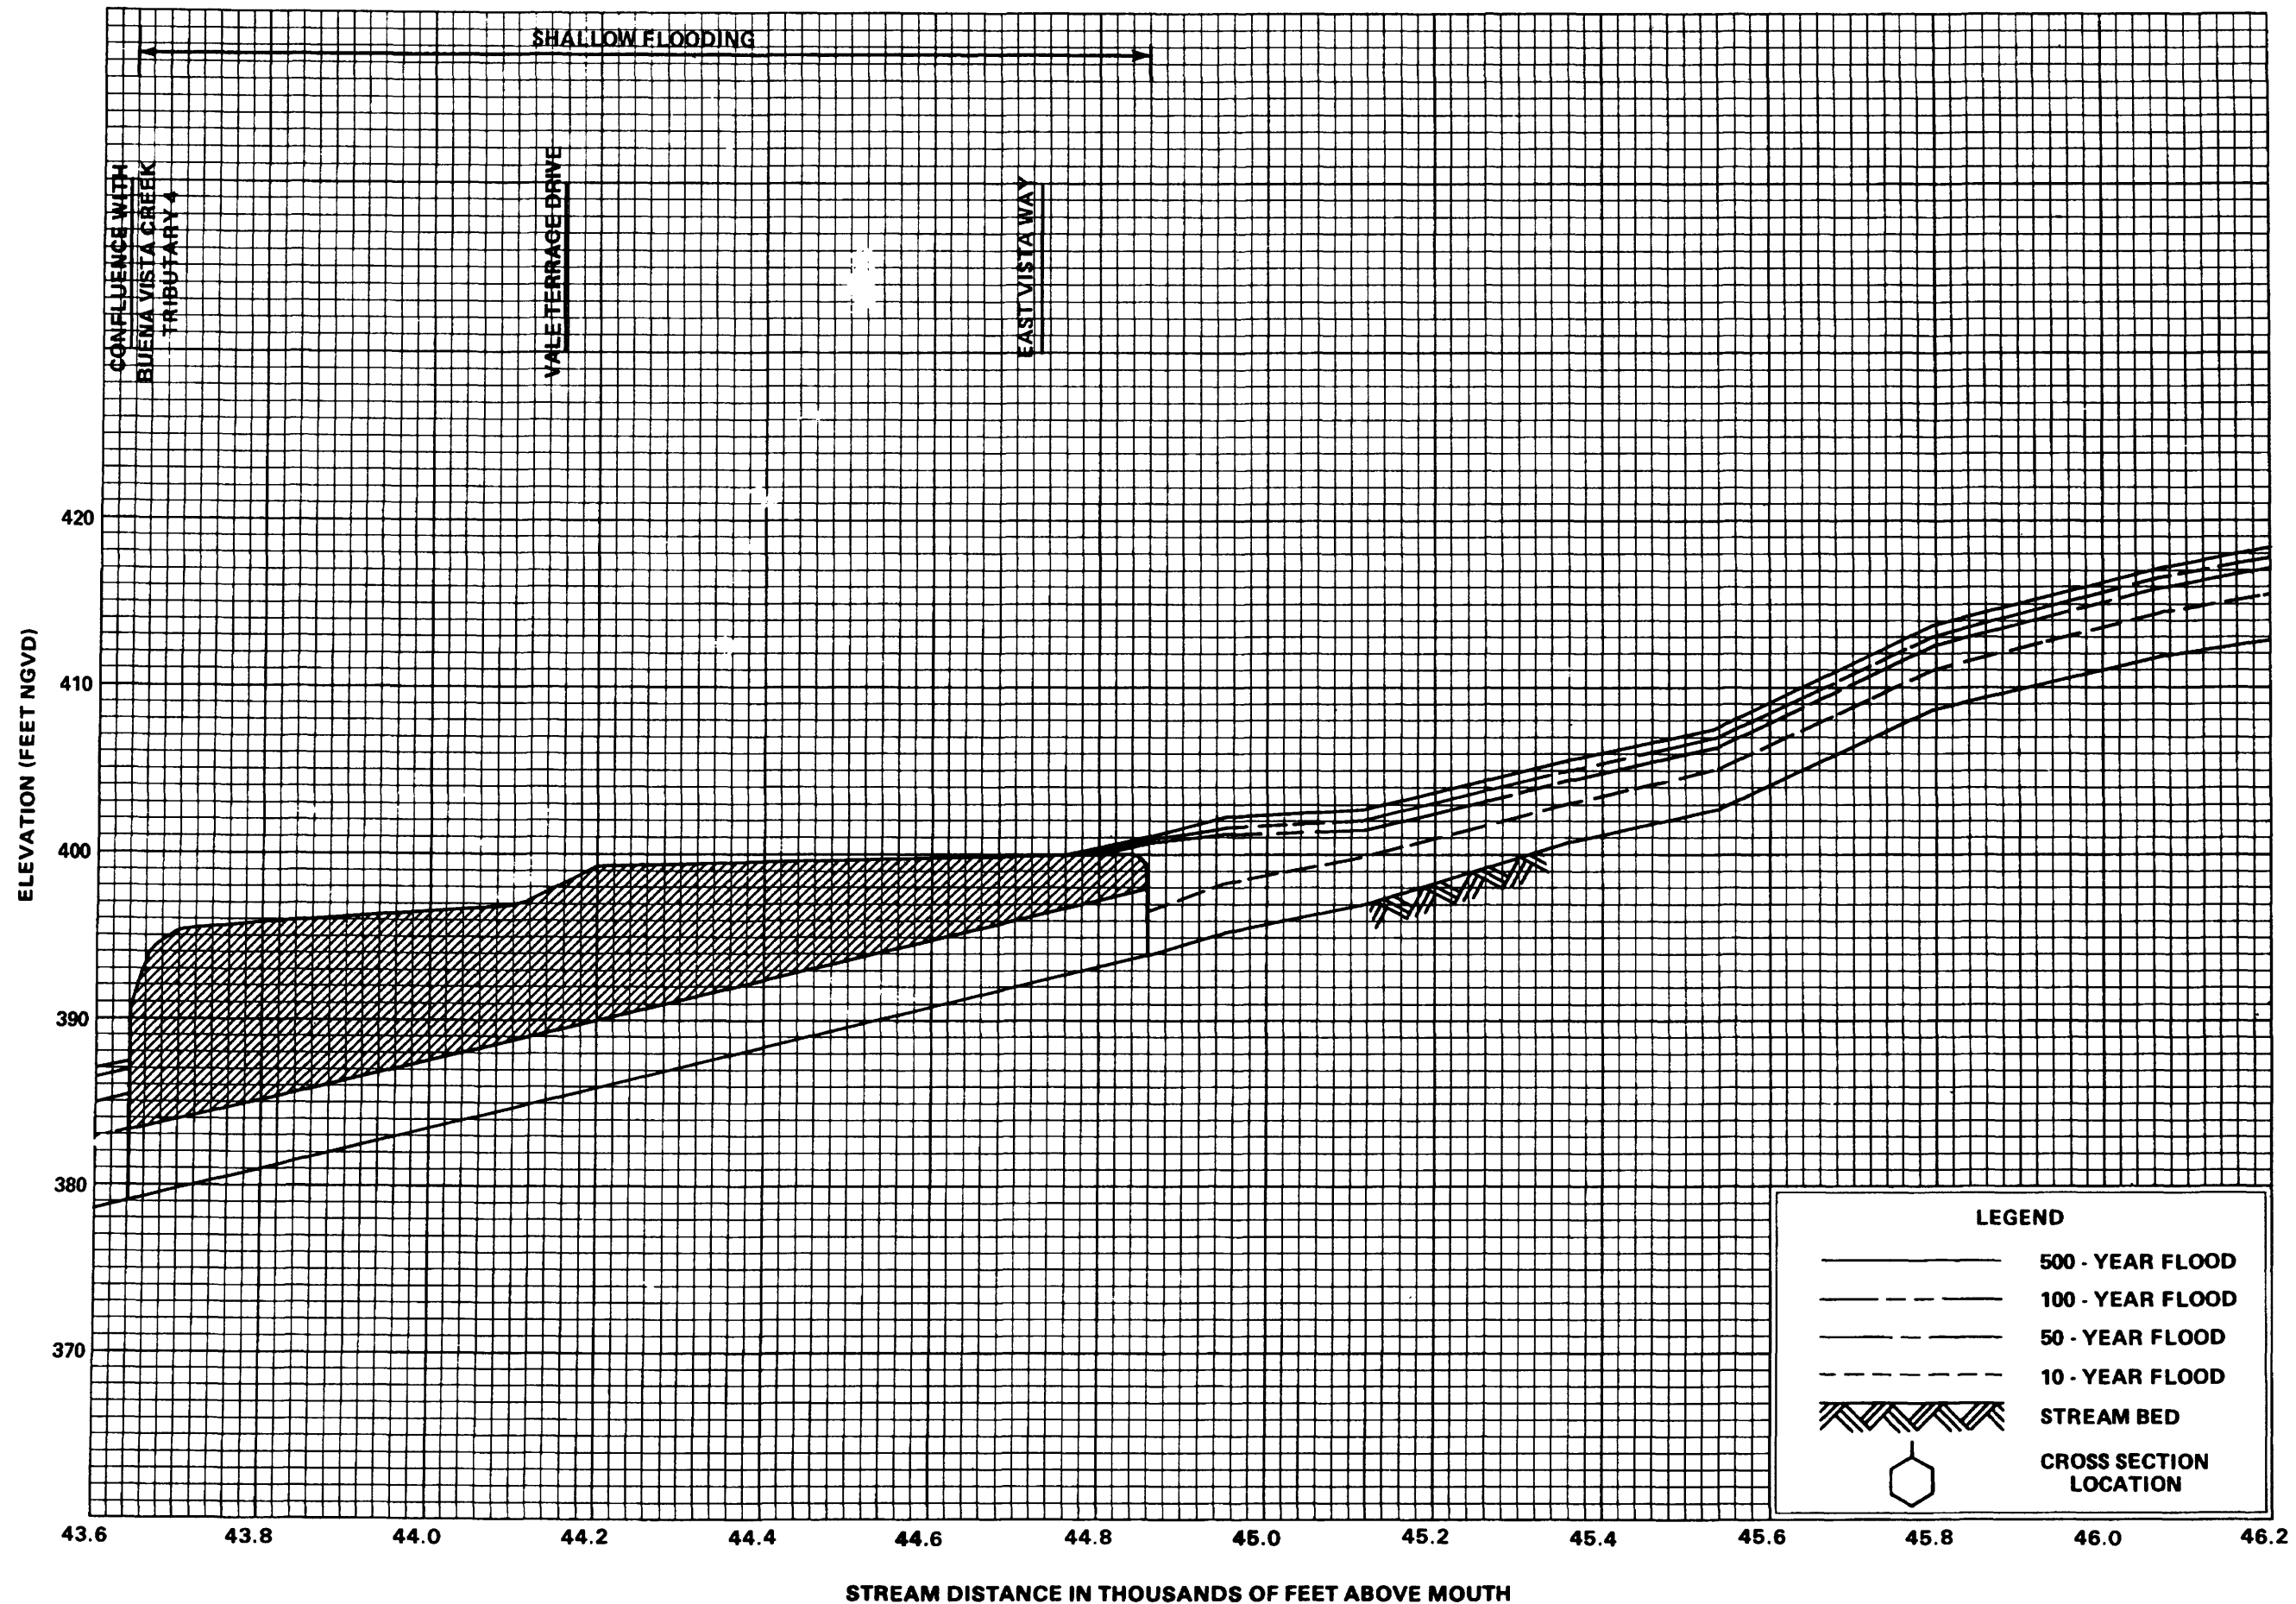 SHALLOW FLOODING
CONFLUENCE WITH
BUENA VISTA CREEK
TRIBUTARY 4
VALE TERRACE DRIVE
EAST VISTA WAY
ELEVATION (FEET NGVD)
420
410
400
390
380
370
LEGEND
500 - YEAR FLOOD
100 - YEAR FLOOD
50 - YEAR FLOOD
10 - YEAR FLOOD
STREAM BED
CROSS SECTION
LOCATION
43.6 43.8 44.0 44.2 44.4 44.6 44.8 45.0 45.2 45.4 45.6 45.8 46.0 46.2
STREAM DISTANCE IN THOUSANDS OF FEET ABOVE MOUTH